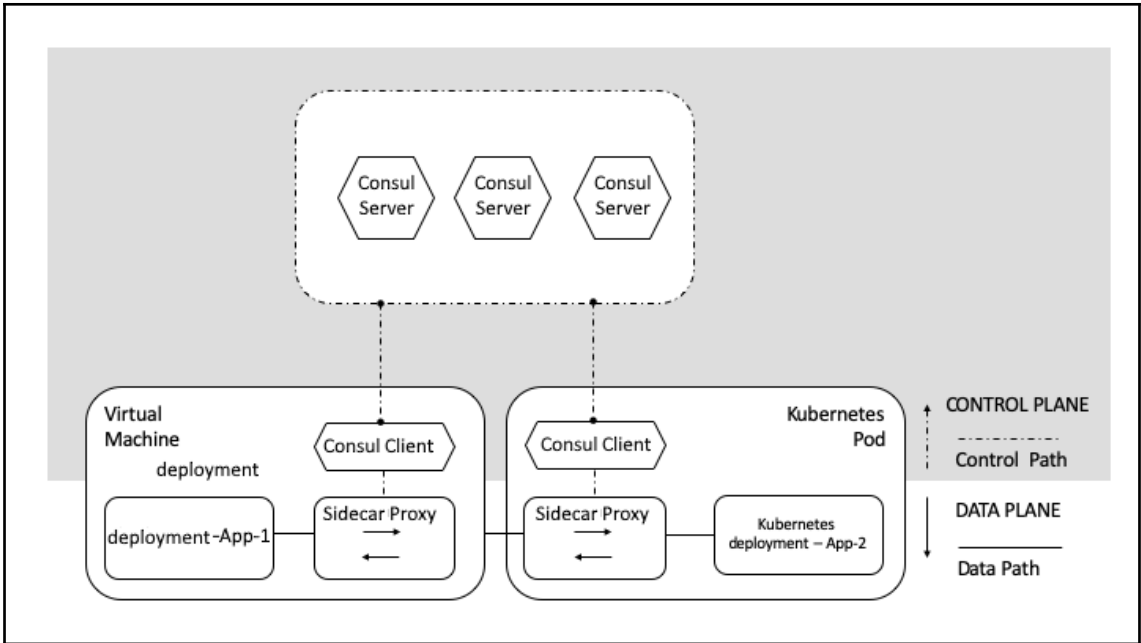 Consul
Server
Consul
Server
Consul
Server
Virtual
Machine
deployment
Consul Client
Consul Client
Kubernetes
Pod
deployment-App-1
Sidecar Proxy
Sidecar Proxy
Kubernetes
deployment – App-2
CONTROL PLANE
Control Path
DATA PLANE
Data Path